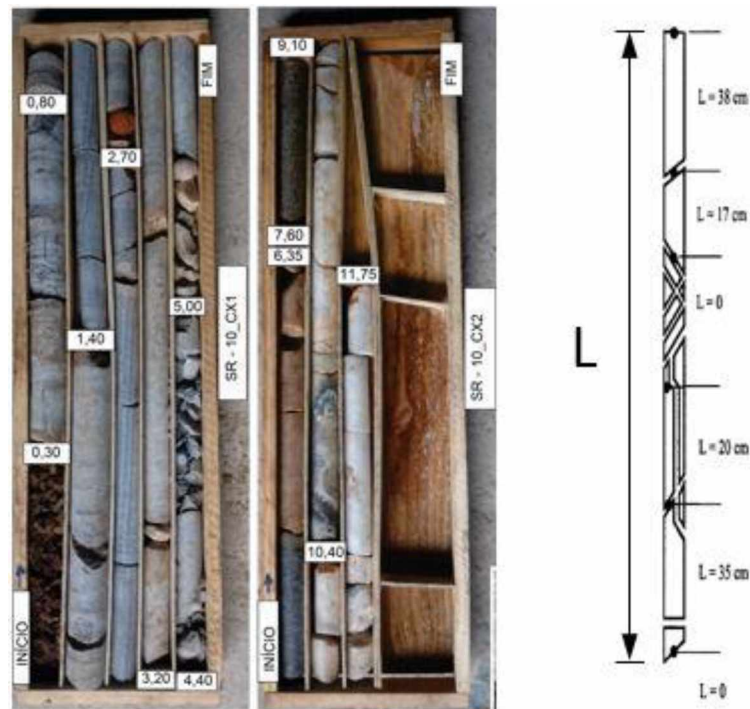 0,80
2,70
1,40
0,30
5,00
3,20
4,40
INÍCIO
FIM
SR - 10_CX1
9,10
7,60
6,35
11,75
10,40
INÍCIO
FIM
SR - 10_CX2
L
L = 38 cm
L = 17 cm
L = 0
L = 20 cm
L = 35 cm
L = 0